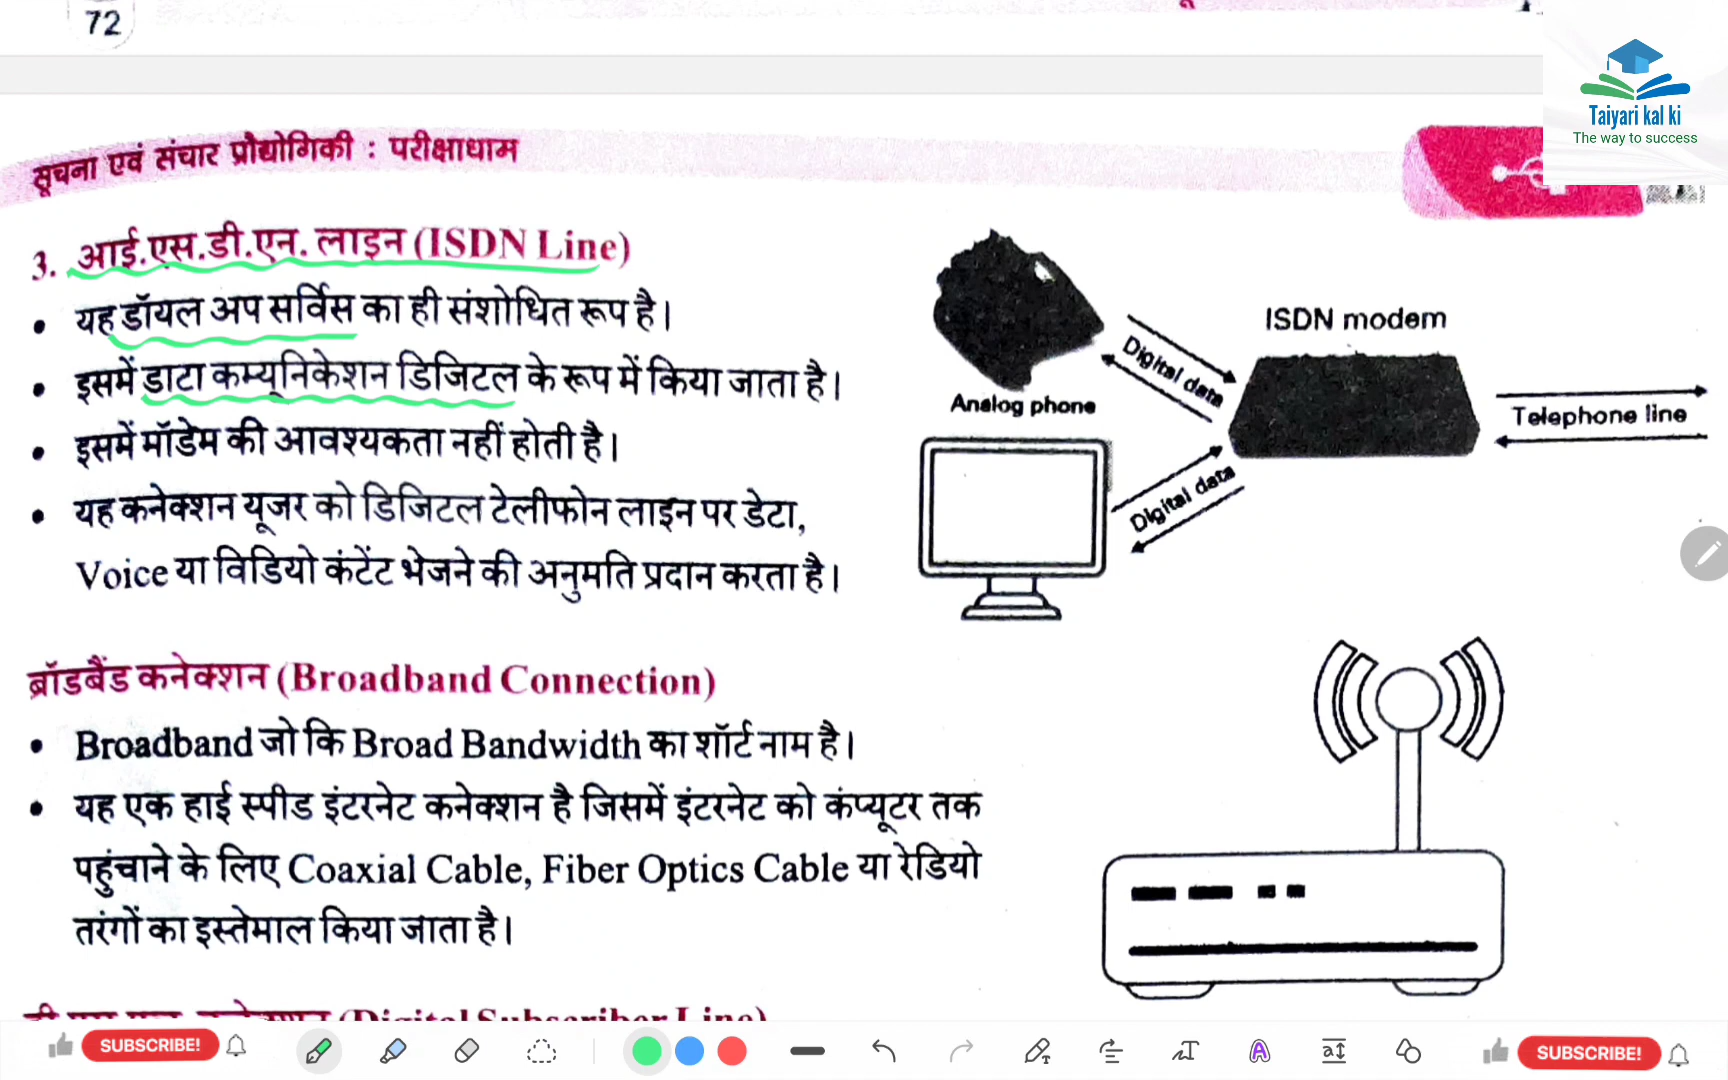 72
Taiyari kal ki
The way to success
सूचना एवं संचार प्रौद्योगिकी : परीक्षाधाम
3. आई.एस.डी.एन. लाइन (ISDN Line)
• यह डॉयल अप सर्विस का ही संशोधित रूप है।
• इसमें डाटा कम्यूनिकेशन डिजिटल के रूप में किया जाता है।
• इसमें मॉडेम की आवश्यकता नहीं होती है।
• यह कनेक्शन यूजर को डिजिटल टेलीफोन लाइन पर डेटा,
Voice या विडियो कंटेंट भेजने की अनुमति प्रदान करता है।
ISDN modem
Digital data
Analog phone
Telephone line
Digital data
ब्रॉडबैंड कनेक्शन (Broadband Connection)
• Broadband जो कि Broad Bandwidth का शॉर्ट नाम है।
• यह एक हाई स्पीड इंटरनेट कनेक्शन है जिसमें इंटरनेट को कंप्यूटर तक
पहुंचाने के लिए Coaxial Cable, Fiber Optics Cable या रेडियो
तरंगों का इस्तेमाल किया जाता है।
(Digital Subscriber Line)
SUBSCRIBE!
SUBSCRIBE!